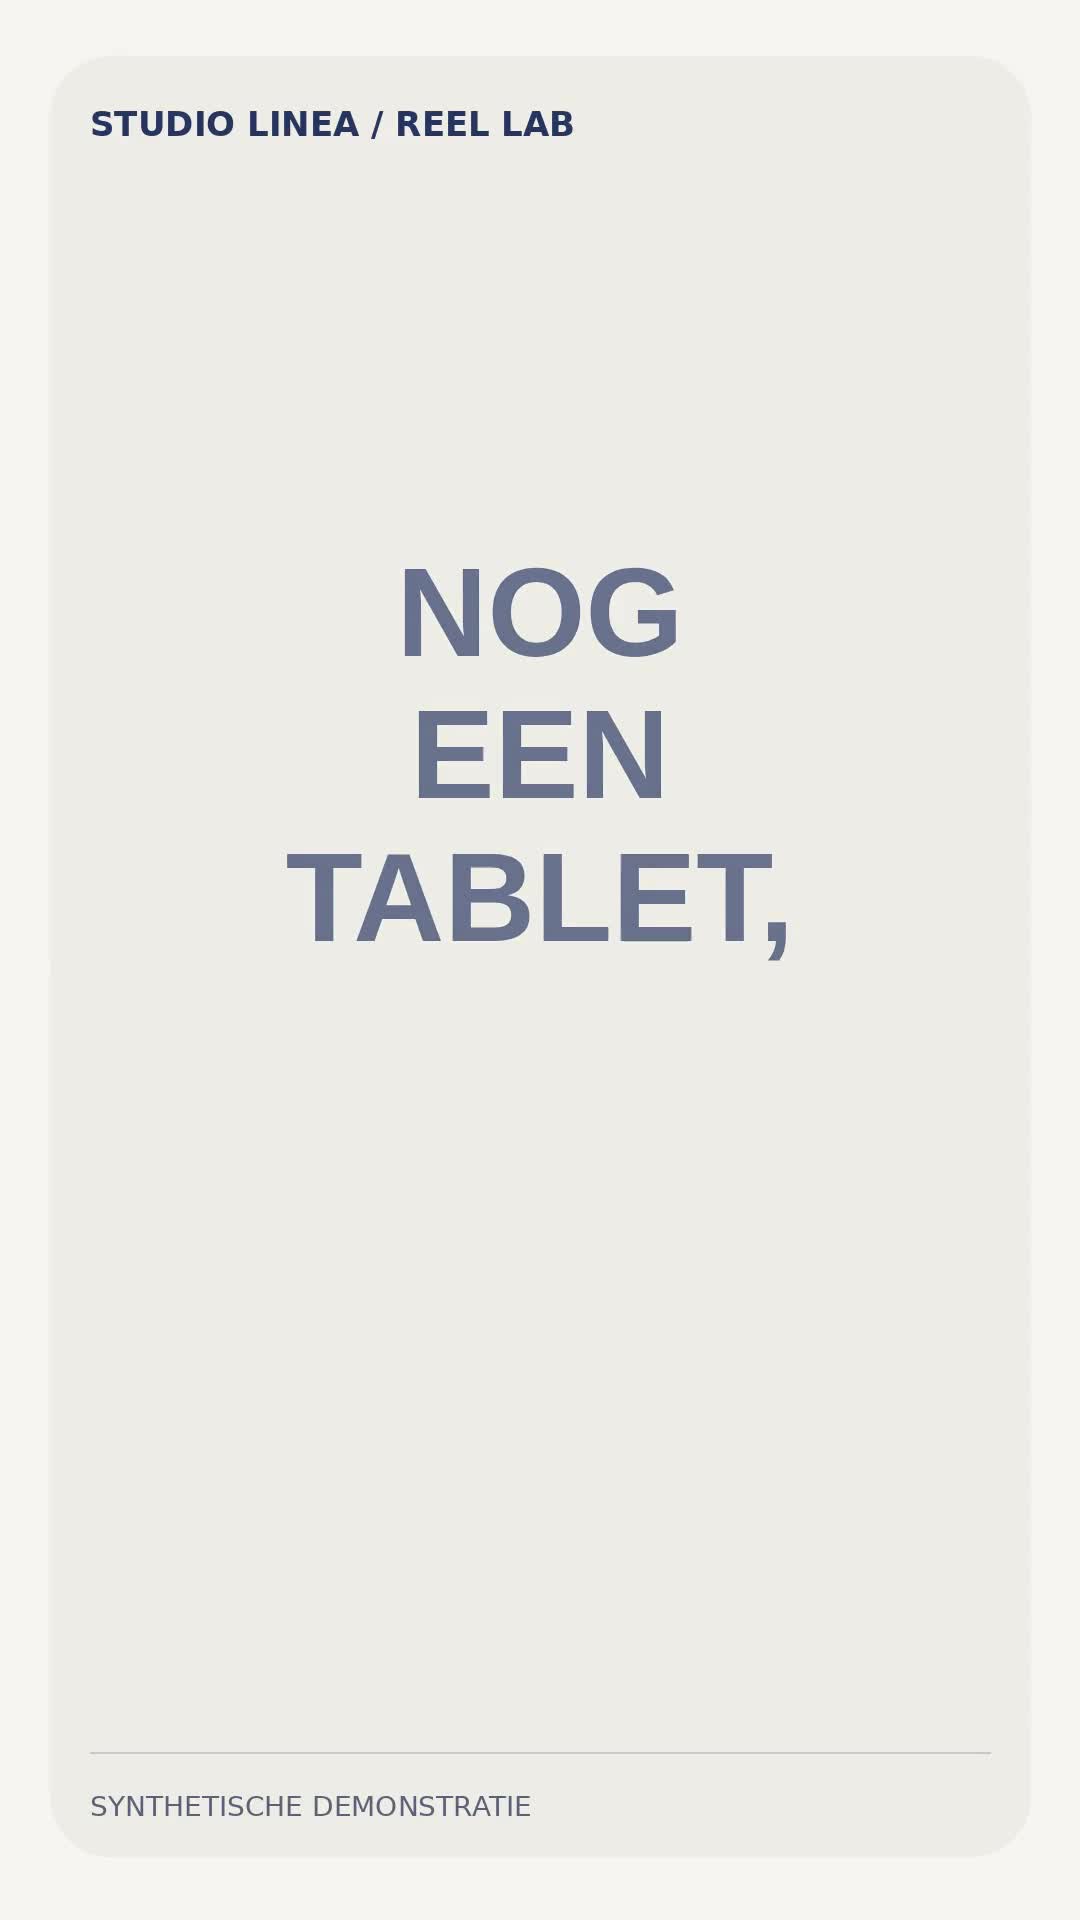 STUDIO LINEA / REEL LAB
NOG
EEN
TABLET,
SYNTHETISCHE DEMONSTRATIE